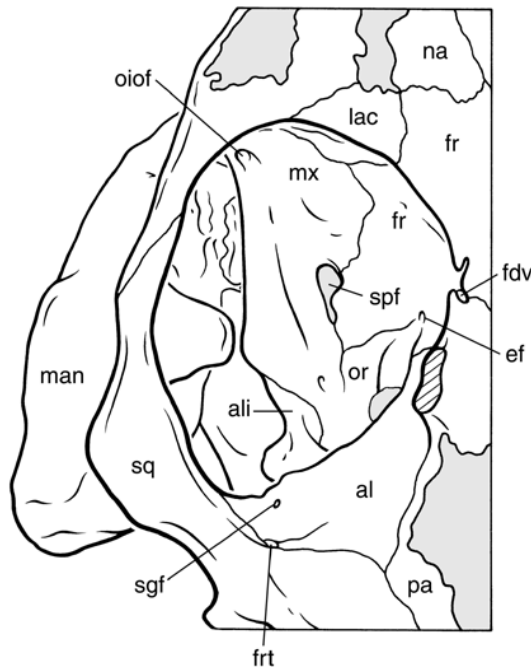 na
oiof
lac
fr
mx
fr
fdv
spf
ef
man
or
ali
sq
al
sgf
pa
frt